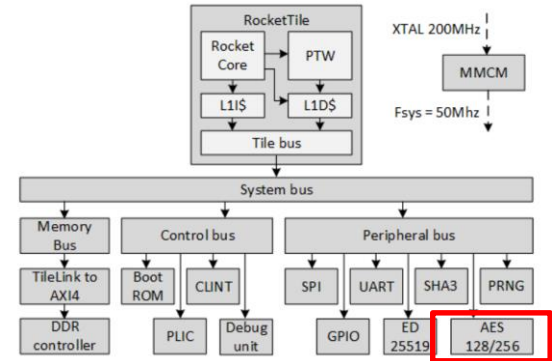 RocketTile
Rocket
Core
PTW
L1I$
L1D$
Tile bus
XTAL 200MHz
MMCM
Fsys = 50Mhz
System bus
Memory
Bus
Control bus
Peripheral bus
TileLink to
AXI4
Boot
ROM
CLINT
SPI
UART
SHA3
PRNG
DDR
controller
PLIC
Debug
unit
GPIO
ED
25519
AES
128/256